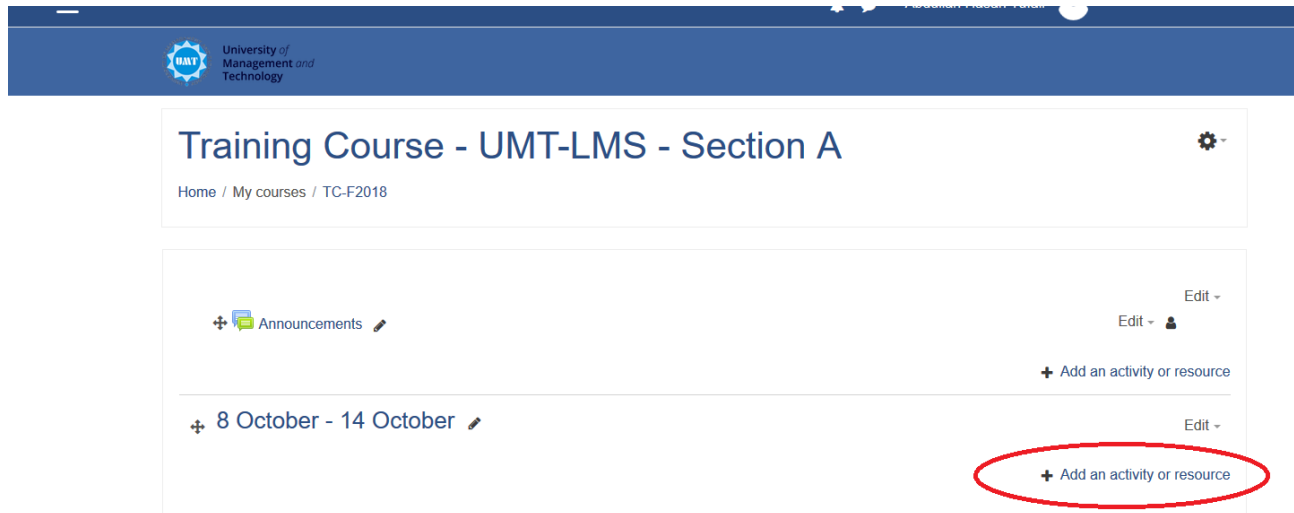 UMT
University of
Management and
Technology
Training Course - UMT-LMS - Section A
Home / My courses / TC-F2018
Edit
Announcements
Edit
+ Add an activity or resource
8 October - 14 October
Edit
+ Add an activity or resource